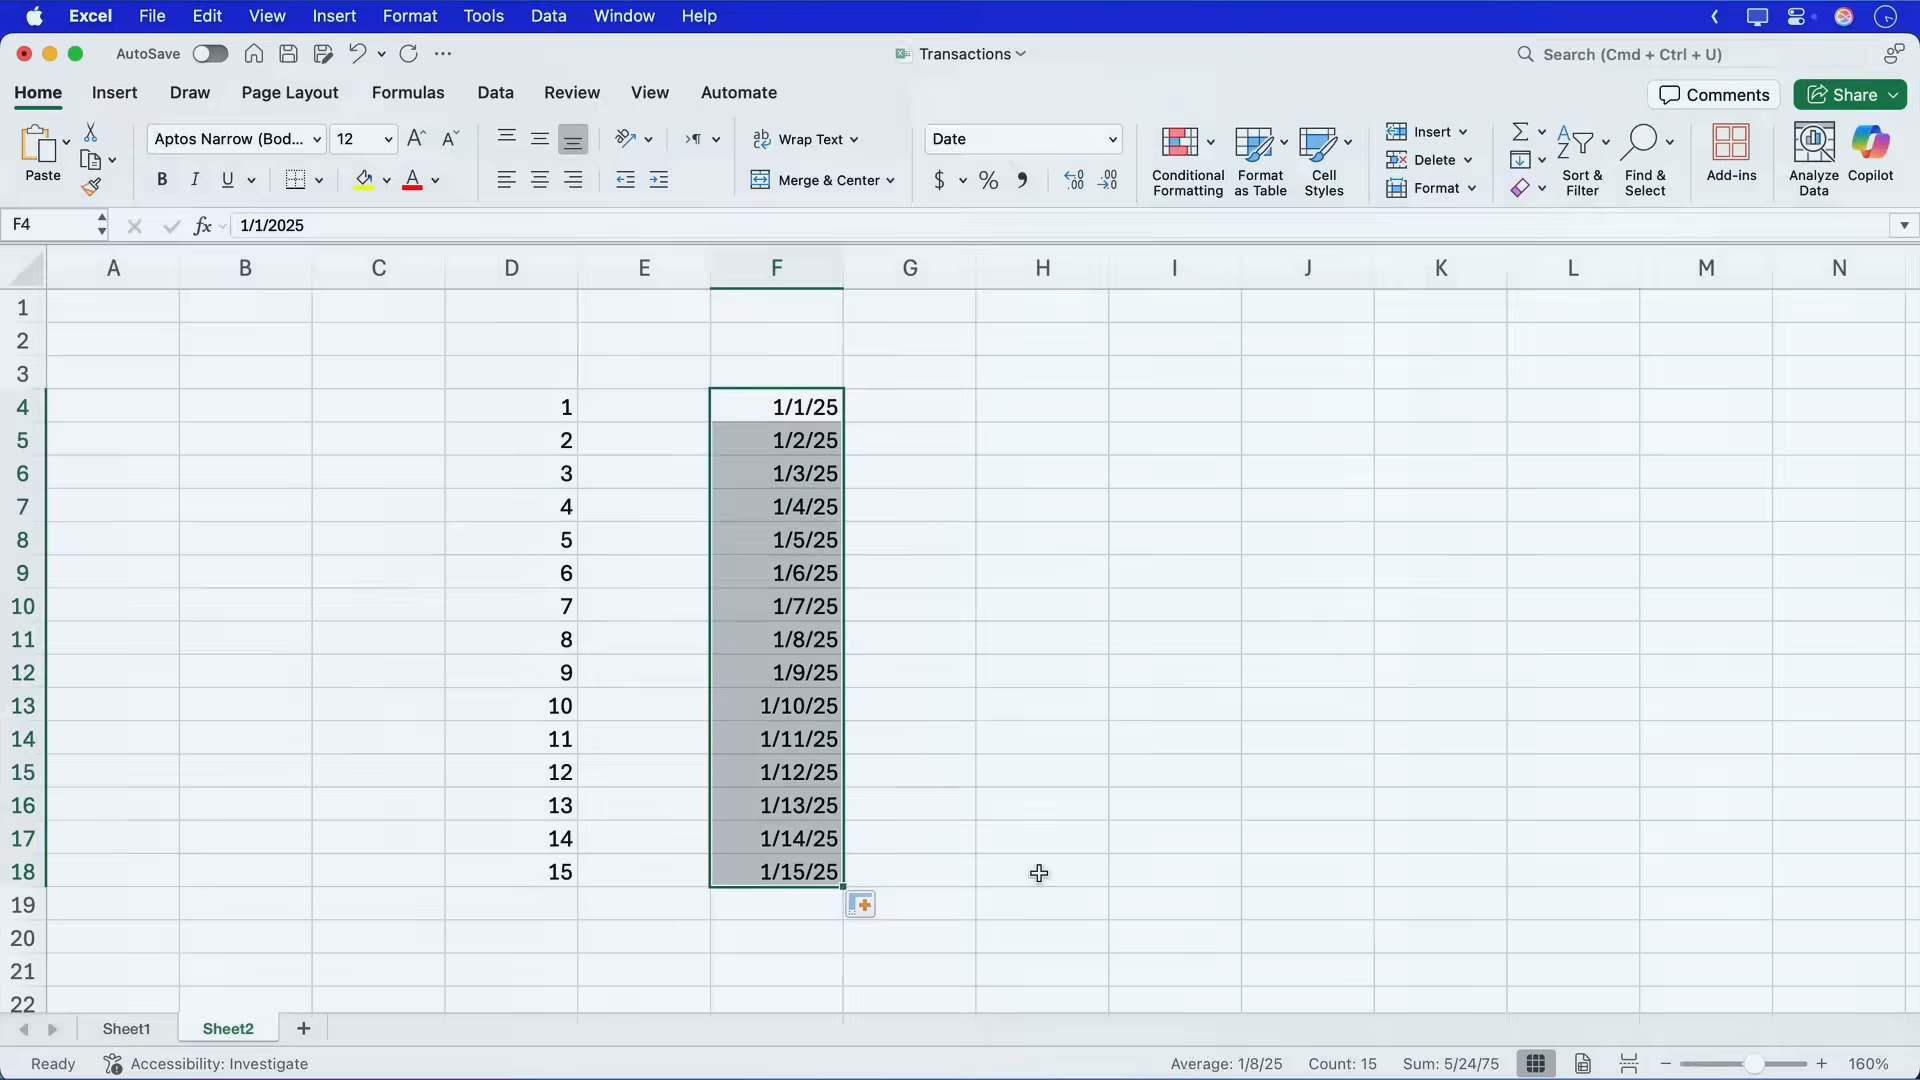 Excel File Edit View Insert Format Tools Data Window Help
AutoSave Transactions Search (Cmd + Ctrl + U)
Home Insert Draw Page Layout Formulas Data Review View Automate Comments Share
Paste
Aptos Narrow (Bod... 12
B I U
Wrap Text
Merge & Center
Date
$ % 
Conditional Formatting
Format as Table
Cell Styles
Insert
Delete
Format
Sort & Filter
Find & Select
Add-ins
Analyze Data
Copilot
F4 fx 1/1/2025
A B C D E F G H I J K L M N
1
2
3
4 1 1/1/25
5 2 1/2/25
6 3 1/3/25
7 4 1/4/25
8 5 1/5/25
9 6 1/6/25
10 7 1/7/25
11 8 1/8/25
12 9 1/9/25
13 10 1/10/25
14 11 1/11/25
15 12 1/12/25
16 13 1/13/25
17 14 1/14/25
18 15 1/15/25
19
20
21
22
Sheet1 Sheet2
Ready Accessibility: Investigate Average: 1/8/25 Count: 15 Sum: 5/24/75 160%